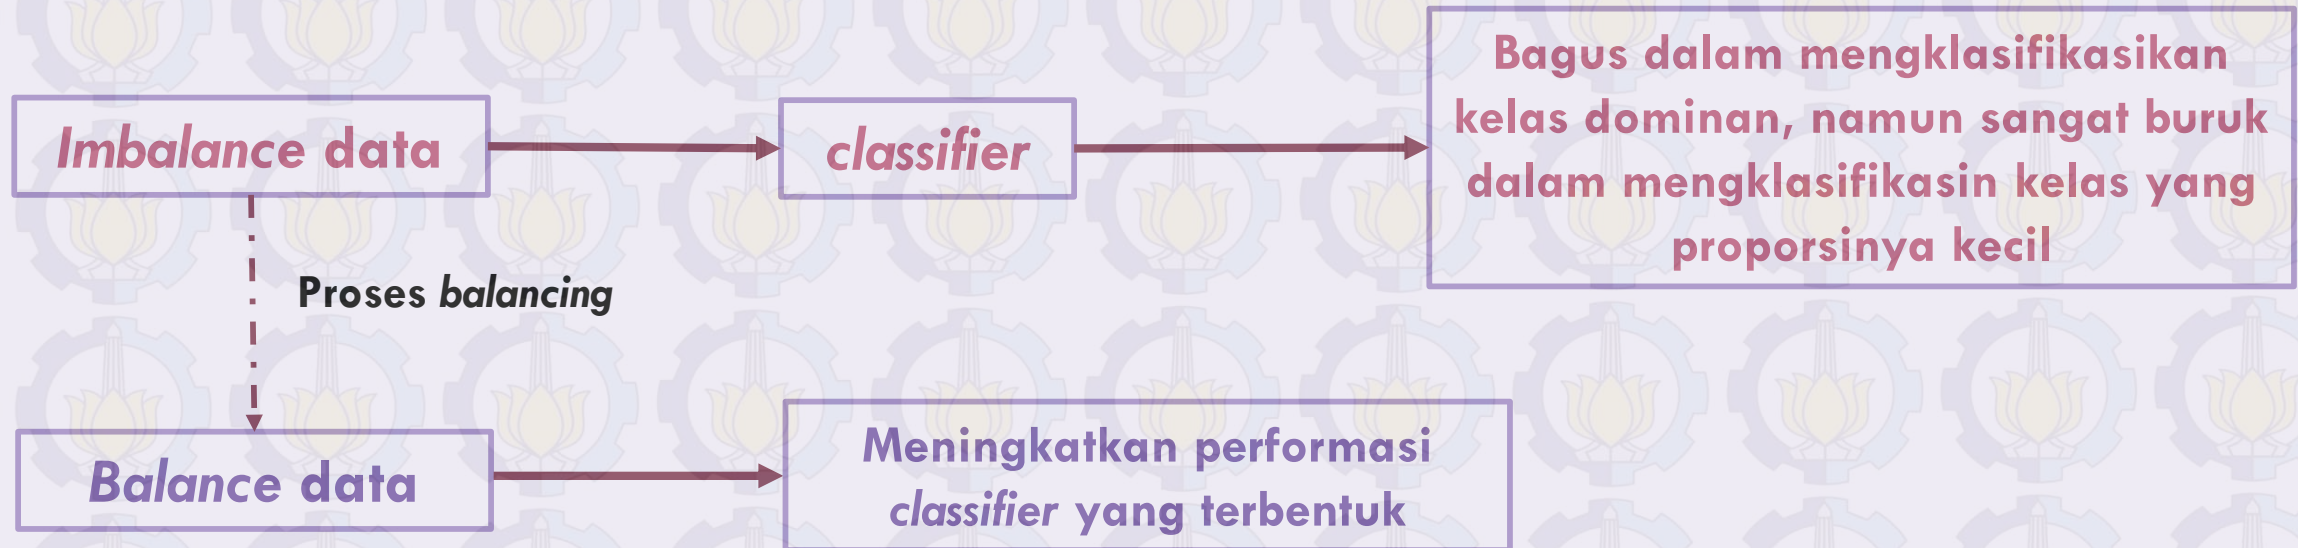 Imbalance data
classifier
Bagus dalam mengklasifikasikan
kelas dominan, namun sangat buruk
dalam mengklasifikasin kelas yang
proporsinya kecil
Proses balancing
Balance data
Meningkatkan performasi
classifier yang terbentuk